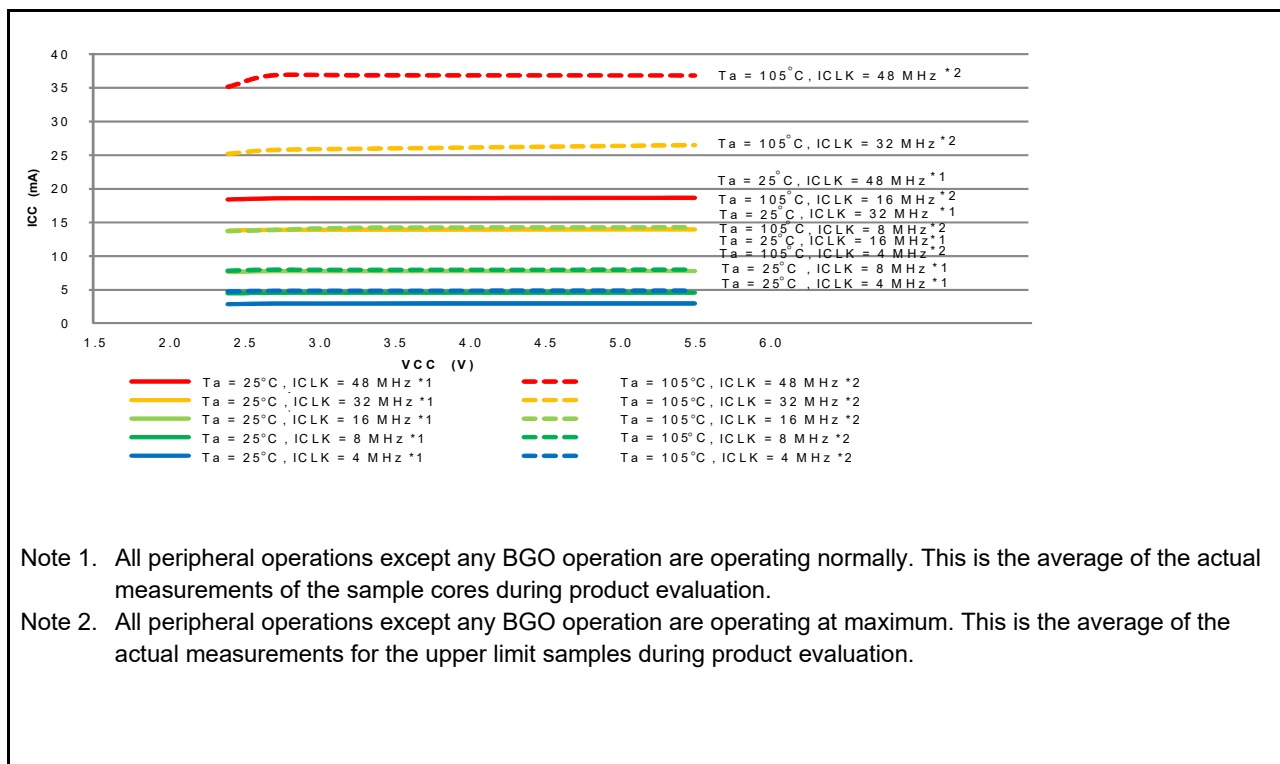 40
35
30
25
20
15
10
5
0
ICC (mA)
1.5 2.0 2.5 3.0 3.5 4.0 4.5 5.0 5.5 6.0
VCC (V)
Ta = 105°C, ICLK = 48 MHz *2
Ta = 105°C, ICLK = 32 MHz *2
Ta = 25°C, ICLK = 48 MHz *1
Ta = 105°C, ICLK = 16 MHz *2
Ta = 25°C, ICLK = 32 MHz *1
Ta = 105°C, ICLK = 8 MHz *2
Ta = 25°C, ICLK = 16 MHz *1
Ta = 105°C, ICLK = 4 MHz *2
Ta = 25°C, ICLK = 8 MHz *1
Ta = 25°C, ICLK = 4 MHz *1
Ta = 25°C, ICLK = 48 MHz *1 Ta = 105°C, ICLK = 48 MHz *2
Ta = 25°C, ICLK = 32 MHz *1 Ta = 105°C, ICLK = 32 MHz *2
Ta = 25°C, ICLK = 16 MHz *1 Ta = 105°C, ICLK = 16 MHz *2
Ta = 25°C, ICLK = 8 MHz *1 Ta = 105°C, ICLK = 8 MHz *2
Ta = 25°C, ICLK = 4 MHz *1 Ta = 105°C, ICLK = 4 MHz *2
Note 1. All peripheral operations except any BGO operation are operating normally. This is the average of the actual
measurements of the sample cores during product evaluation.
Note 2. All peripheral operations except any BGO operation are operating at maximum. This is the average of the
actual measurements for the upper limit samples during product evaluation.